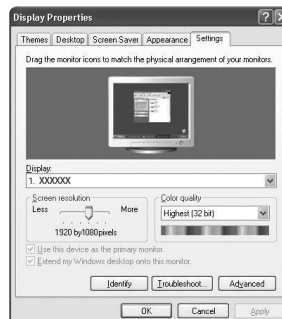 Display Properties
Themes Desktop Screen Saver Appearance Settings
Drag the monitor icons to match the physical arrangement of your monitors.
Display:
1. XXXXXX
Screen resolution
Less More
1920 by1080pixels
Color quality
Highest (32 bit)
Use this device as the primary monitor.
Extend my Windows desktop onto this monitor.
Identify Troubleshoot... Advanced
OK Cancel Apply